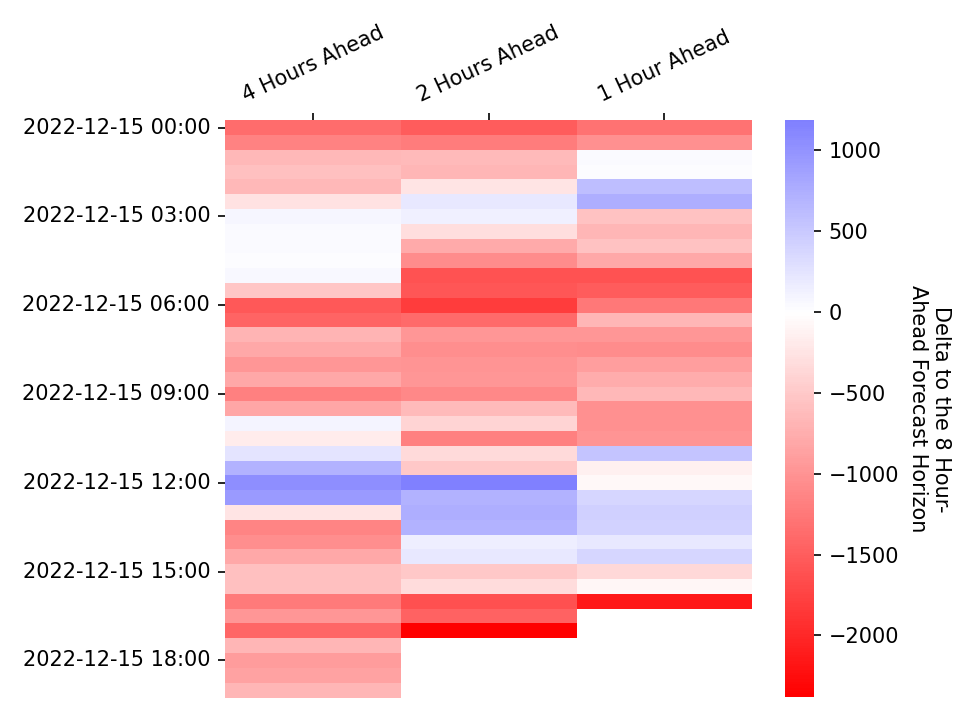 4 Hours Ahead
2 Hours Ahead
1 Hour Ahead
2022-12-15 00:00
2022-12-15 03:00
2022-12-15 06:00
2022-12-15 09:00
2022-12-15 12:00
2022-12-15 15:00
2022-12-15 18:00
1000
500
0
−500
−1000
−1500
−2000
Delta to the 8 Hour-
Ahead Forecast Horizon